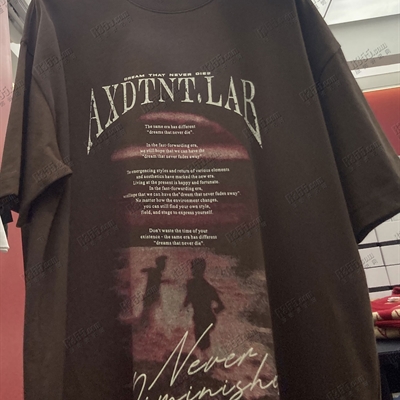 DREAM THAT NEVER DIES
AXDTNT.LAB
The same era has different
"dreams that never die".
In the fast-forwarding era,
we still hope that we can have the
"dream that never fades away"
In outgoing styles and return of various elements
and aesthetics have marked the new era.
Living at the present is happy and fortunate.
In the fast-forwarding era,
hope that we can have the"dream that never fades away"
No matter how the environment changes,
you can still find your own style,
field, and stage to express yourself.
Don't waste the time of your
existence - the same era has different
"dreams that never die".
Never
Diminish